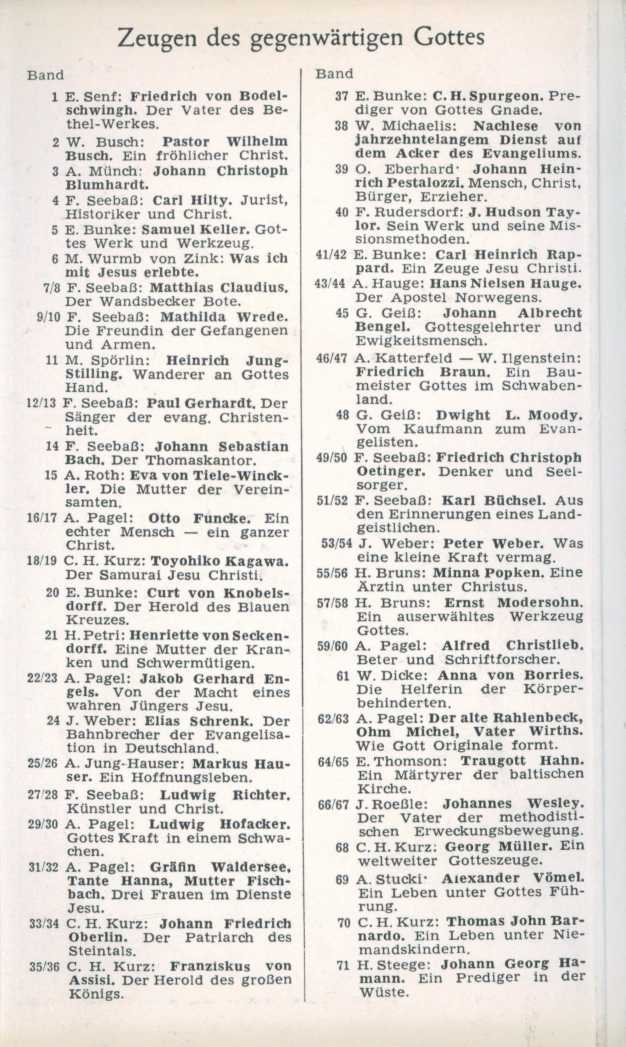 Zeugen des gegenwärtigen Gottes
Band
1 E. Senf: Friedrich von Bodel-
schwingh. Der Vater des Be-
thel-Werkes.
2 W. Busch: Pastor Wilhelm
Busch. Ein fröhlicher Christ.
3 A. Münch: Johann Christoph
Blumhardt.
4 F. Seebaß: Carl Hilty. Jurist,
Historiker und Christ.
5 E. Bunke: Samuel Keller. Got-
tes Werk und Werkzeug.
6 M. Wurmb von Zink: Was ich
mit Jesus erlebte.
7/8 F. Seebaß: Matthias Claudius.
Der Wandsbecker Bote.
9/10 F. Seebaß: Mathilda Wrede.
Die Freundin der Gefangenen
und Armen.
11 M. Spörlin: Heinrich Jung-
Stilling. Wanderer an Gottes
Hand.
12/13 F. Seebaß: Paul Gerhardt. Der
Sänger der evang. Christen-
heit.
14 F. Seebaß: Johann Sebastian
Bach. Der Thomaskantor.
15 A. Roth: Eva von Tiele-Winck-
ler. Die Mutter der Verein-
samten.
16/17 A. Pagel: Otto Funcke. Ein
echter Mensch — ein ganzer
Christ.
18/19 C. H. Kurz: Toyohiko Kagawa.
Der Samurai Jesu Christi.
20 E. Bunke: Curt von Knobels-
dorff. Der Herold des Blauen
Kreuzes.
21 H. Petri: Henriette von Secken-
dorff. Eine Mutter der Kran-
ken und Schwermütigen.
22/23 A. Pagel: Jakob Gerhard En-
gels. Von der Macht eines
wahren Jüngers Jesu.
24 J. Weber: Elias Schrenk. Der
Bahnbrecher der Evangelisa-
tion in Deutschland.
25/26 A. Jung-Hauser: Markus Hau-
ser. Ein Hoffnungsleben.
27/28 F. Seebaß: Ludwig Richter.
Künstler und Christ.
29/30 A. Pagel: Ludwig Hofacker.
Gottes Kraft in einem Schwa-
chen.
31/32 A. Pagel: Gräfin Waldersee,
Tante Hanna, Mutter Fisch-
bach. Drei Frauen im Dienste
Jesu.
33/34 C. H. Kurz: Johann Friedrich
Oberlin. Der Patriarch des
Steintals.
35/36 C. H. Kurz: Franziskus von
Assisi. Der Herold des großen
Königs.
Band
37 E. Bunke: C. H. Spurgeon. Pre-
diger von Gottes Gnade.
38 W. Michaelis: Nachlese von
jahrzehntelangem Dienst auf
dem Acker des Evangeliums.
39 O. Eberhard: Johann Hein-
rich Pestalozzi. Mensch, Christ,
Bürger, Erzieher.
40 F. Rudersdorf: J. Hudson Tay-
lor. Sein Werk und seine Mis-
sionsmethoden.
41/42 E. Bunke: Carl Heinrich Rap-
pard. Ein Zeuge Jesu Christi.
43/44 A. Hauge: Hans Nielsen Hauge.
Der Apostel Norwegens.
45 G. Geiß: Johann Albrecht
Bengel. Gottesgelehrter und
Ewigkeitsmensch.
46/47 A. Katterfeld — W. Ilgenstein:
Friedrich Braun. Ein Bau-
meister Gottes im Schwaben-
land.
48 G. Geiß: Dwight L. Moody.
Vom Kaufmann zum Evan-
gelisten.
49/50 F. Seebaß: Friedrich Christoph
Oetinger. Denker und Seel-
sorger.
51/52 F. Seebaß: Karl Büchsel. Aus
den Erinnerungen eines Land-
geistlichen.
53/54 J. Weber: Peter Weber. Was
eine kleine Kraft vermag.
55/56 H. Bruns: Minna Popken. Eine
Ärztin unter Christus.
57/58 H. Bruns: Ernst Modersohn.
Ein auserwähltes Werkzeug
Gottes.
59/60 A. Pagel: Alfred Christlieb.
Beter und Schriftforscher.
61 W. Dicke: Anna von Borries.
Die Helferin der Körper-
behinderten.
62/63 A. Pagel: Der alte Rahlenbeck,
Ohm Michel, Vater Wirths.
Wie Gott Originale formt.
64/65 E. Thomson: Traugott Hahn.
Ein Märtyrer der baltischen
Kirche.
66/67 J. Roeßle: Johannes Wesley.
Der Vater der methodisti-
schen Erweckungsbewegung.
68 C. H. Kurz: Georg Müller. Ein
weltweiter Gotteszeuge.
69 A. Stucki: Alexander Vömel.
Ein Leben unter Gottes Füh-
rung.
70 C. H. Kurz: Thomas John Bar-
nardo. Ein Leben unter Nie-
mandskindern.
71 H. Steege: Johann Georg Ha-
mann. Ein Prediger in der
Wüste.